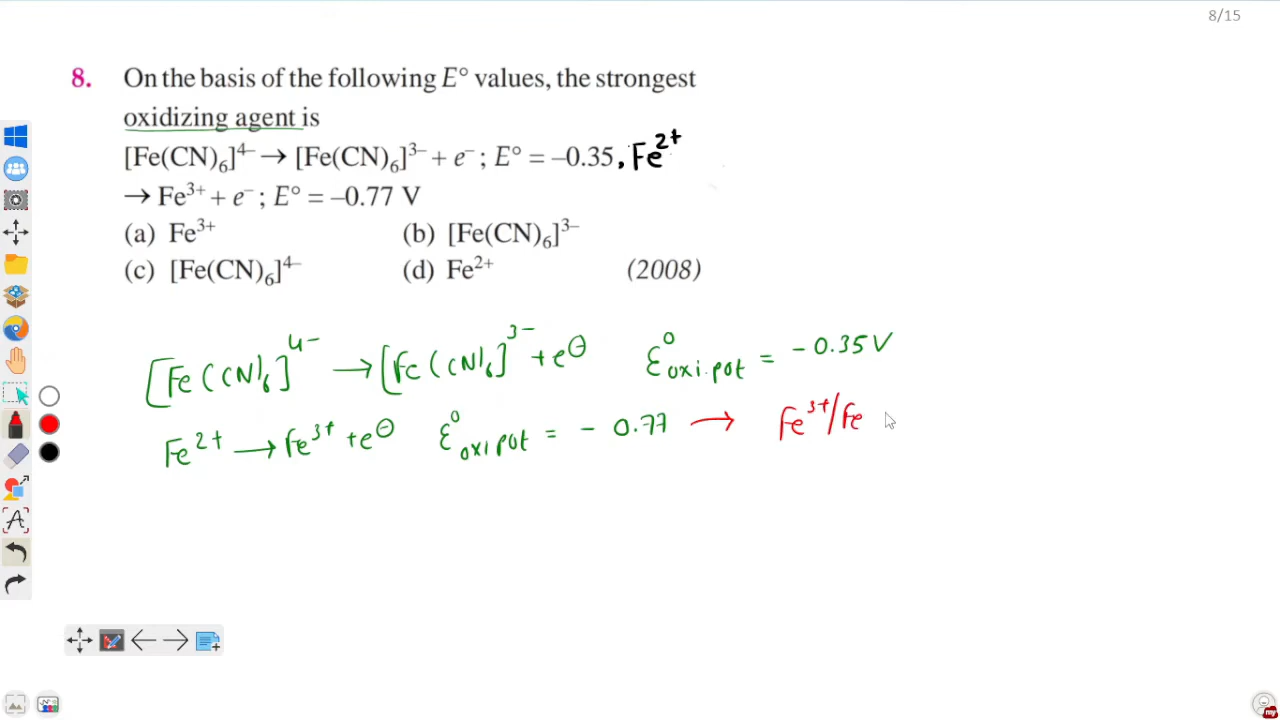 8/15
8. On the basis of the following E° values, the strongest
oxidizing agent is
[Fe(CN)₆]⁴⁻ → [Fe(CN)₆]³⁻ + e⁻ ; E° = –0.35, Fe²⁺
→ Fe³⁺ + e⁻ ; E° = –0.77 V
(a) Fe³⁺ (b) [Fe(CN)₆]³⁻
(c) [Fe(CN)₆]⁴⁻ (d) Fe²⁺ (2008)
[Fe(CN)₆]⁴⁻ → [Fe(CN)₆]³⁻ + e⊖ ε⁰ oxi.pot = - 0.35 V
Fe²⁺ → Fe³⁺ + e⊖ ε⁰ oxi pot = - 0.77 → Fe³⁺/Fe